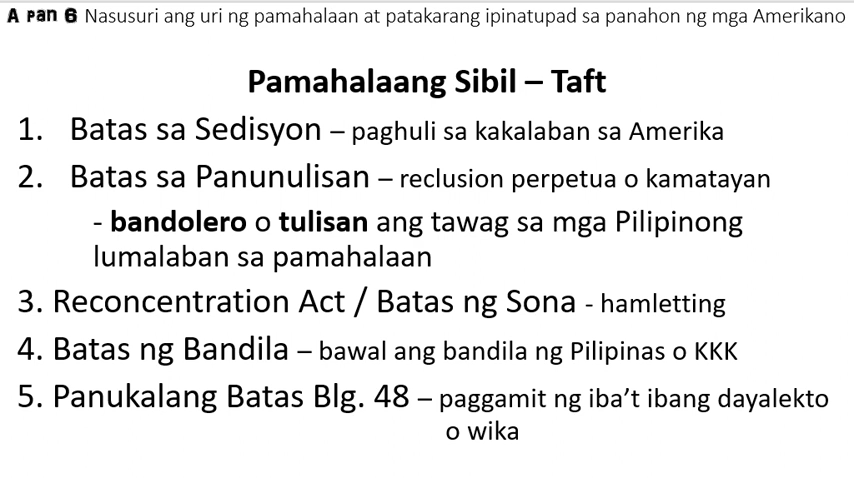 A Pan 6 Nasusuri ang uri ng pamahalaan at patakarang ipinatupad sa panahon ng mga Amerikano
Pamahalaang Sibil – Taft
1. Batas sa Sedisyon – paghuli sa kakalaban sa Amerika
2. Batas sa Panunulisan – reclusion perpetua o kamatayan
- bandolero o tulisan ang tawag sa mga Pilipinong
lumalaban sa pamahalaan
3. Reconcentration Act / Batas ng Sona - hamletting
4. Batas ng Bandila – bawal ang bandila ng Pilipinas o KKK
5. Panukalang Batas Blg. 48 – paggamit ng iba't ibang dayalekto
o wika